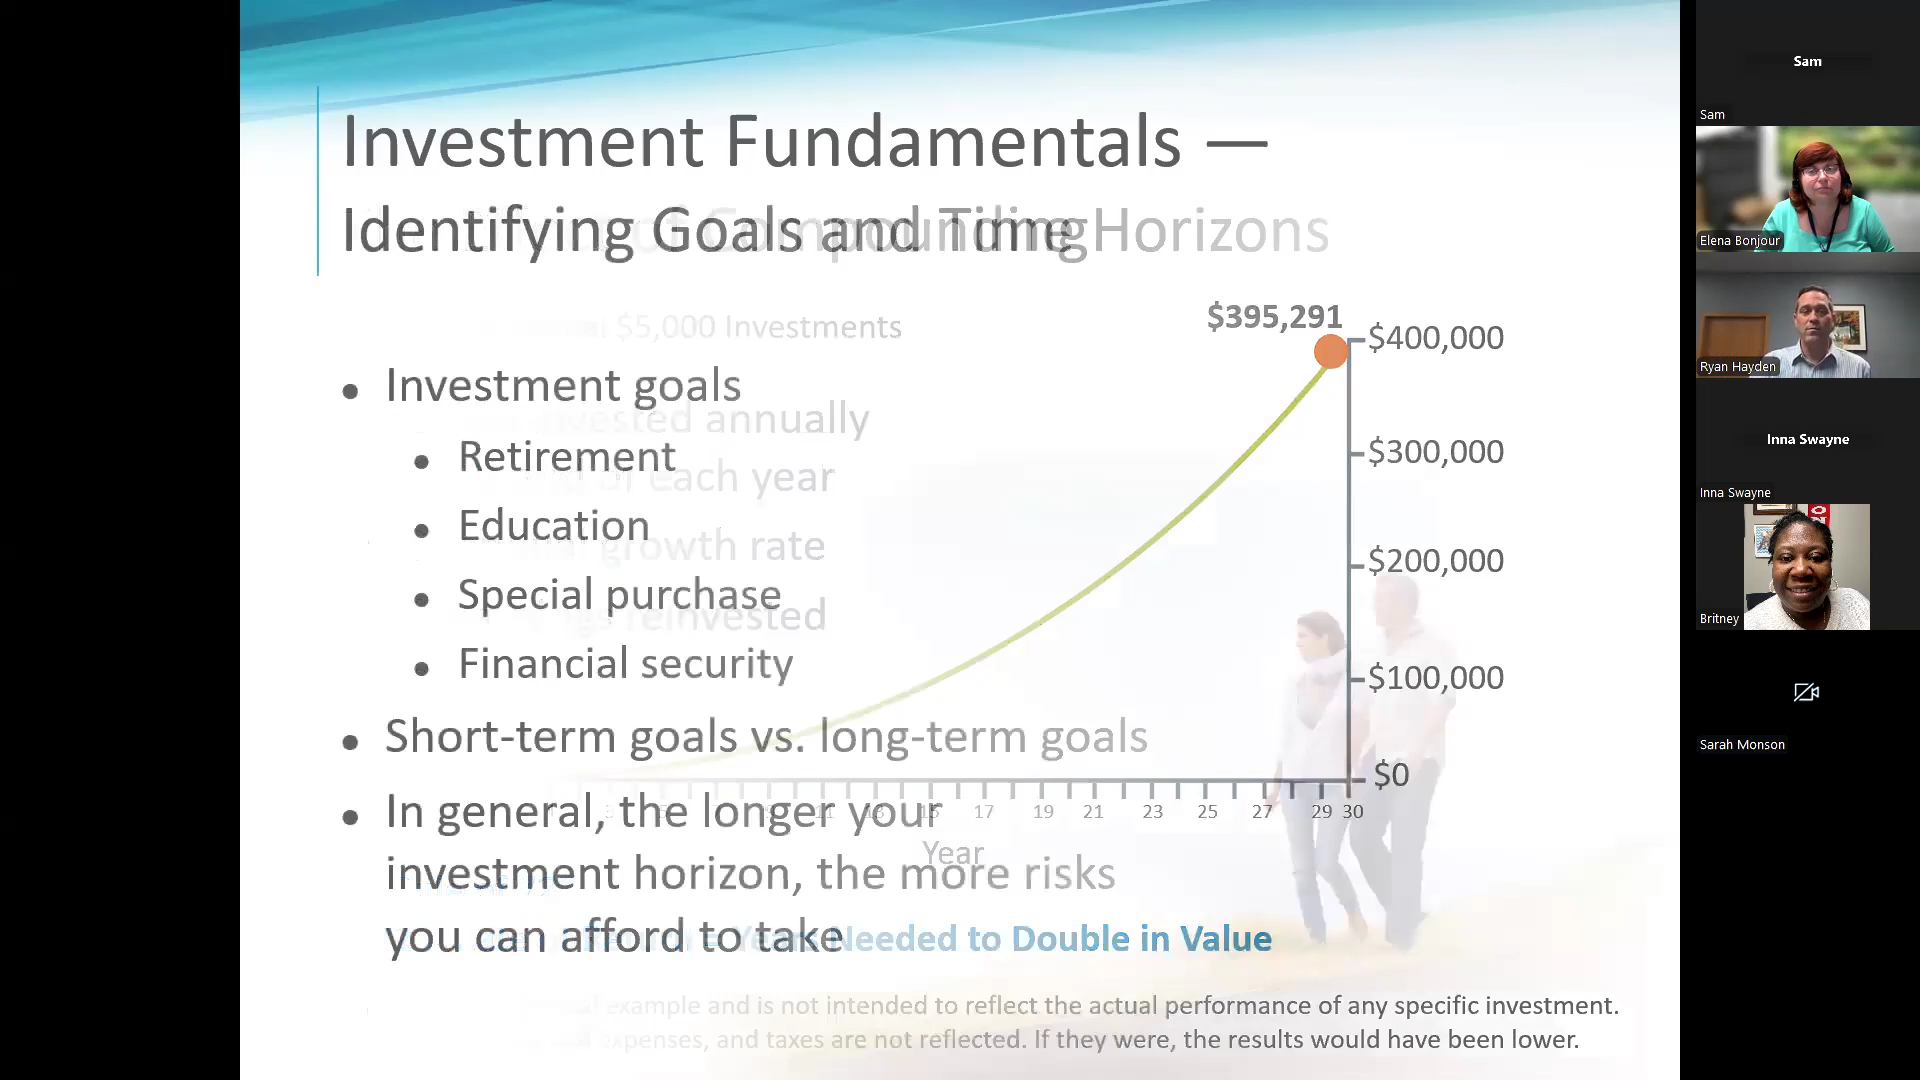 Investment Fundamentals —
Identifying Goals and Time Horizons
of Compounding
$5,000 Investments
$395,291
$400,000
• Investment goals
invested annually
• Retirement
$300,000
of each year
• Education
growth rate
$200,000
• Special purchase
reinvested
• Financial security
$100,000
• Short-term goals vs. long-term goals
$0
11 13 15 17 19 21 23 25 27 29 30
Year
• In general, the longer your
investment horizon, the more risks
you can afford to take
= Years Needed to Double in Value
example and is not intended to reflect the actual performance of any specific investment.
expenses, and taxes are not reflected. If they were, the results would have been lower.
Sam
Sam
Elena Bonjour
Ryan Hayden
Inna Swayne
Inna Swayne
Britney
Sarah Monson